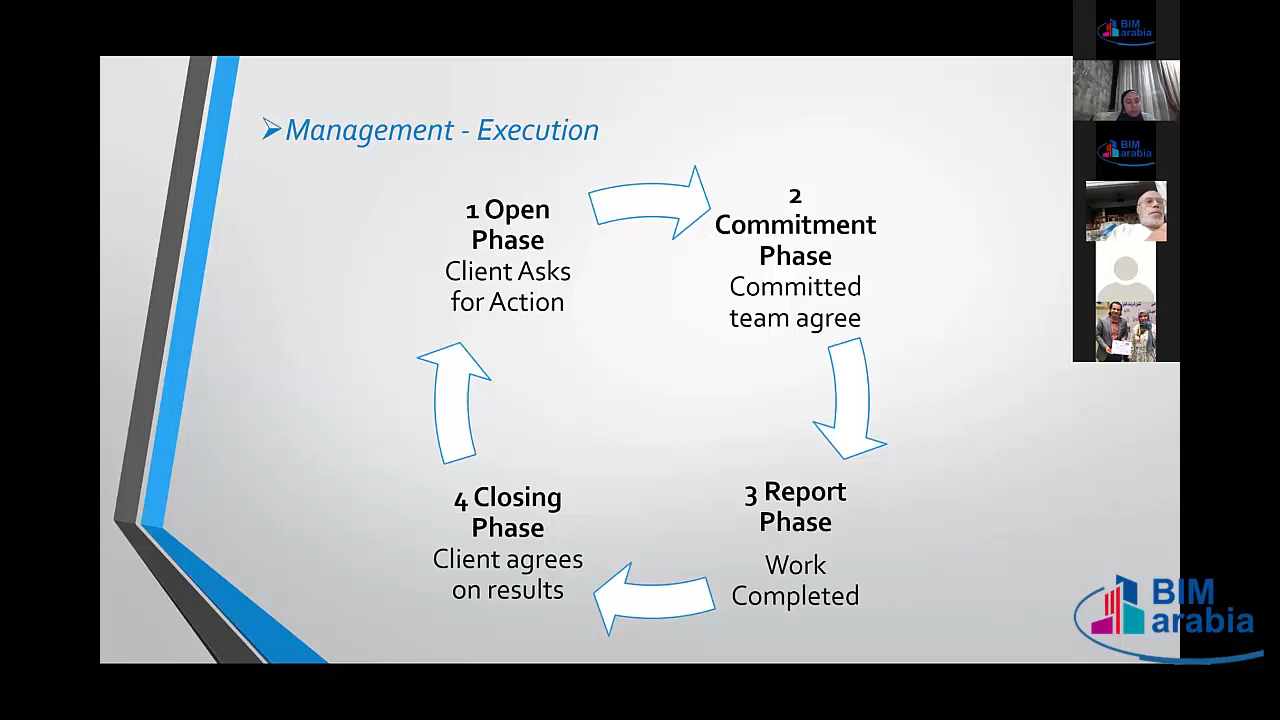 Management - Execution
1 Open
Phase
Client Asks
for Action
2
Commitment
Phase
Committed
team agree
3 Report
Phase
Work
Completed
4 Closing
Phase
Client agrees
on results
BIM
arabia
BIM
arabia
BIM
arabia